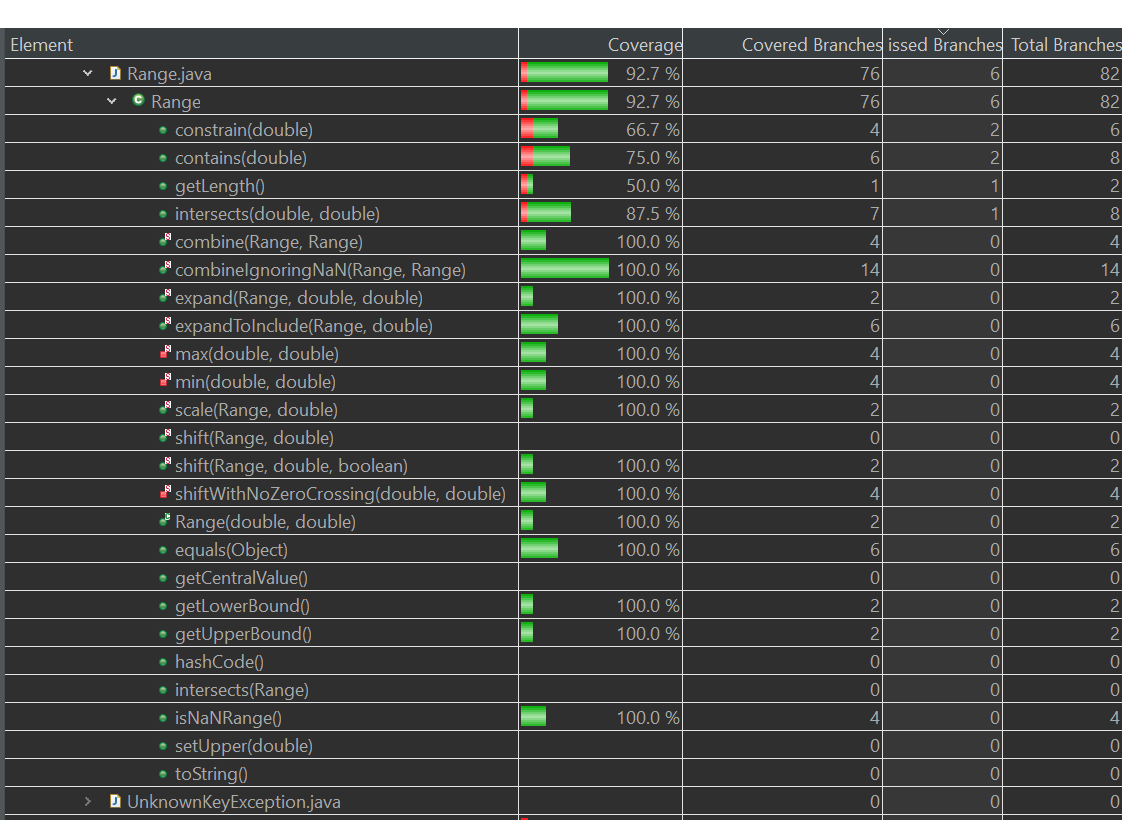 Element Coverage Covered Branches issed Branches Total Branches
Range.java 92.7 % 76 6 82
Range 92.7 % 76 6 82
constrain(double) 66.7 % 4 2 6
contains(double) 75.0 % 6 2 8
getLength() 50.0 % 1 1 2
intersects(double, double) 87.5 % 7 1 8
combine(Range, Range) 100.0 % 4 0 4
combineIgnoringNaN(Range, Range) 100.0 % 14 0 14
expand(Range, double, double) 100.0 % 2 0 2
expandToInclude(Range, double) 100.0 % 6 0 6
max(double, double) 100.0 % 4 0 4
min(double, double) 100.0 % 4 0 4
scale(Range, double) 100.0 % 2 0 2
shift(Range, double) 0 0 0
shift(Range, double, boolean) 100.0 % 2 0 2
shiftWithNoZeroCrossing(double, double) 100.0 % 4 0 4
Range(double, double) 100.0 % 2 0 2
equals(Object) 100.0 % 6 0 6
getCentralValue() 0 0 0
getLowerBound() 100.0 % 2 0 2
getUpperBound() 100.0 % 2 0 2
hashCode() 0 0 0
intersects(Range) 0 0 0
isNaNRange() 100.0 % 4 0 4
setUpper(double) 0 0 0
toString() 0 0 0
UnknownKeyException.java 0 0 0